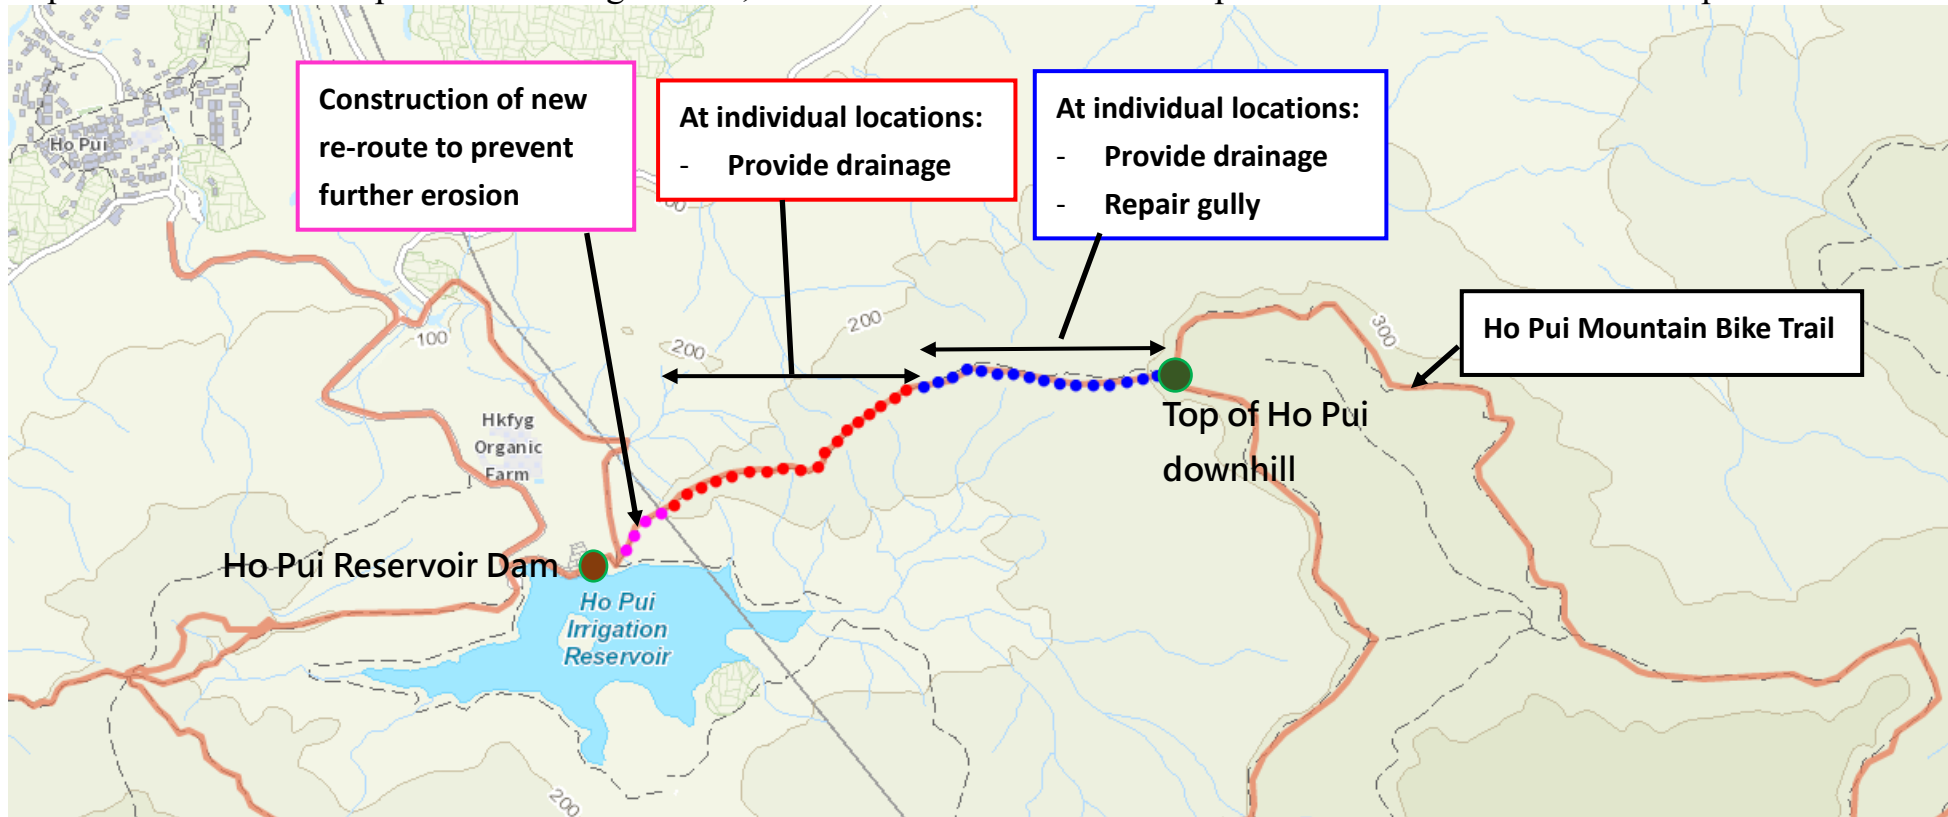 Construction of new
re-route to prevent
further erosion
At individual locations:
- Provide drainage
At individual locations:
- Provide drainage
- Repair gully
Ho Pui
200
300
Ho Pui Mountain Bike Trail
100
200
Top of Ho Pui
downhill
Hkfyg
Organic
Farm
Ho Pui Reservoir Dam
Ho Pui
Irrigation
Reservoir
200